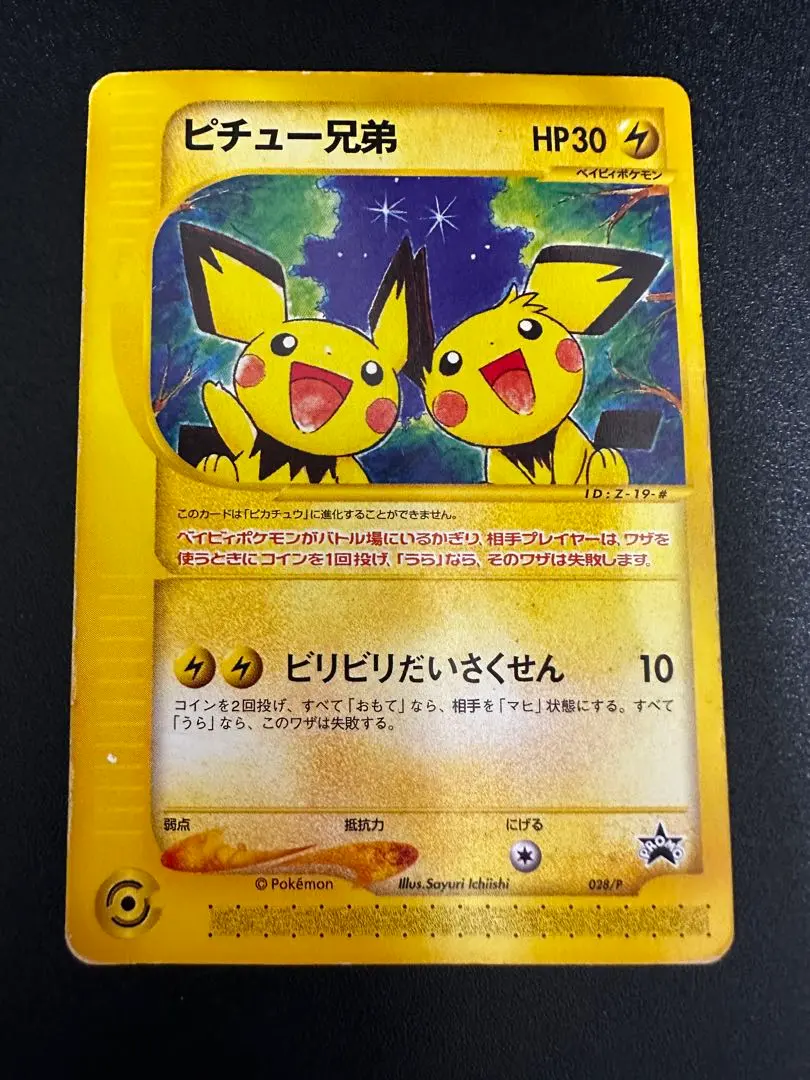 ピチュー兄弟 HP30
ベイビィポケモン
ID:Z-19-#
このカードは「ピカチュウ」に進化することができません。
ベイビィポケモンがバトル場にいるかぎり、相手プレイヤーは、ワザを
使うときにコインを1回投げ、「うら」なら、そのワザは失敗します。
ビリビリだいさくせん 10
コインを2回投げ、すべて「おもて」なら、相手を「マヒ」状態にする。すべて
「うら」なら、このワザは失敗する。
弱点 抵抗力 にげる
PROMO
© Pokémon Illus.Sayuri Ichiishi 028/P